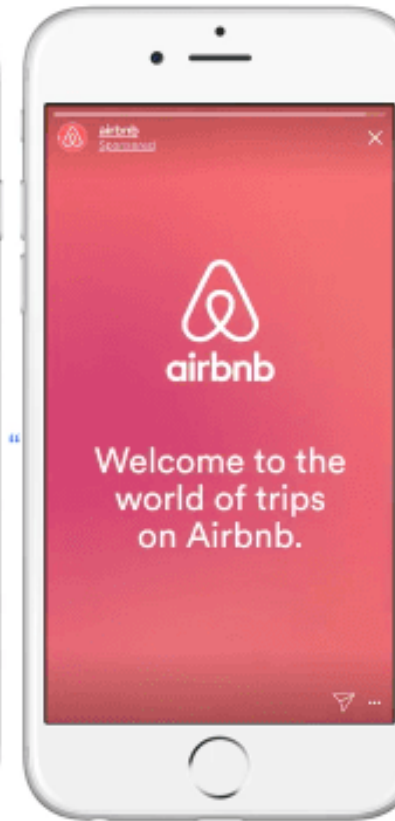 airbnb
Sponsored
“
airbnb
Welcome to the
world of trips
on Airbnb.